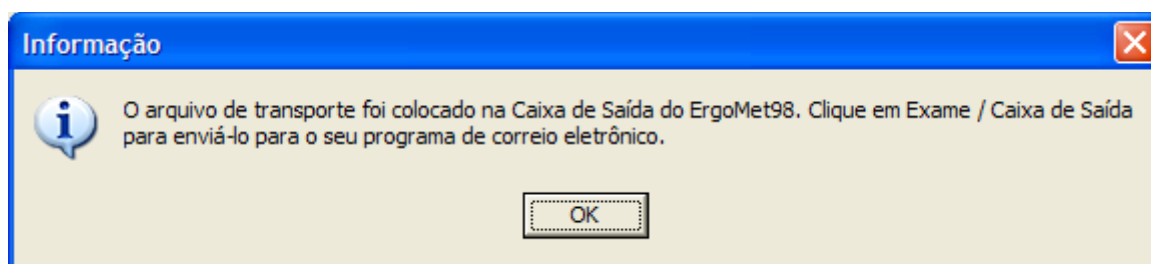 Informação
O arquivo de transporte foi colocado na Caixa de Saída do ErgoMet98. Clique em Exame / Caixa de Saída
para enviá-lo para o seu programa de correio eletrônico.
OK